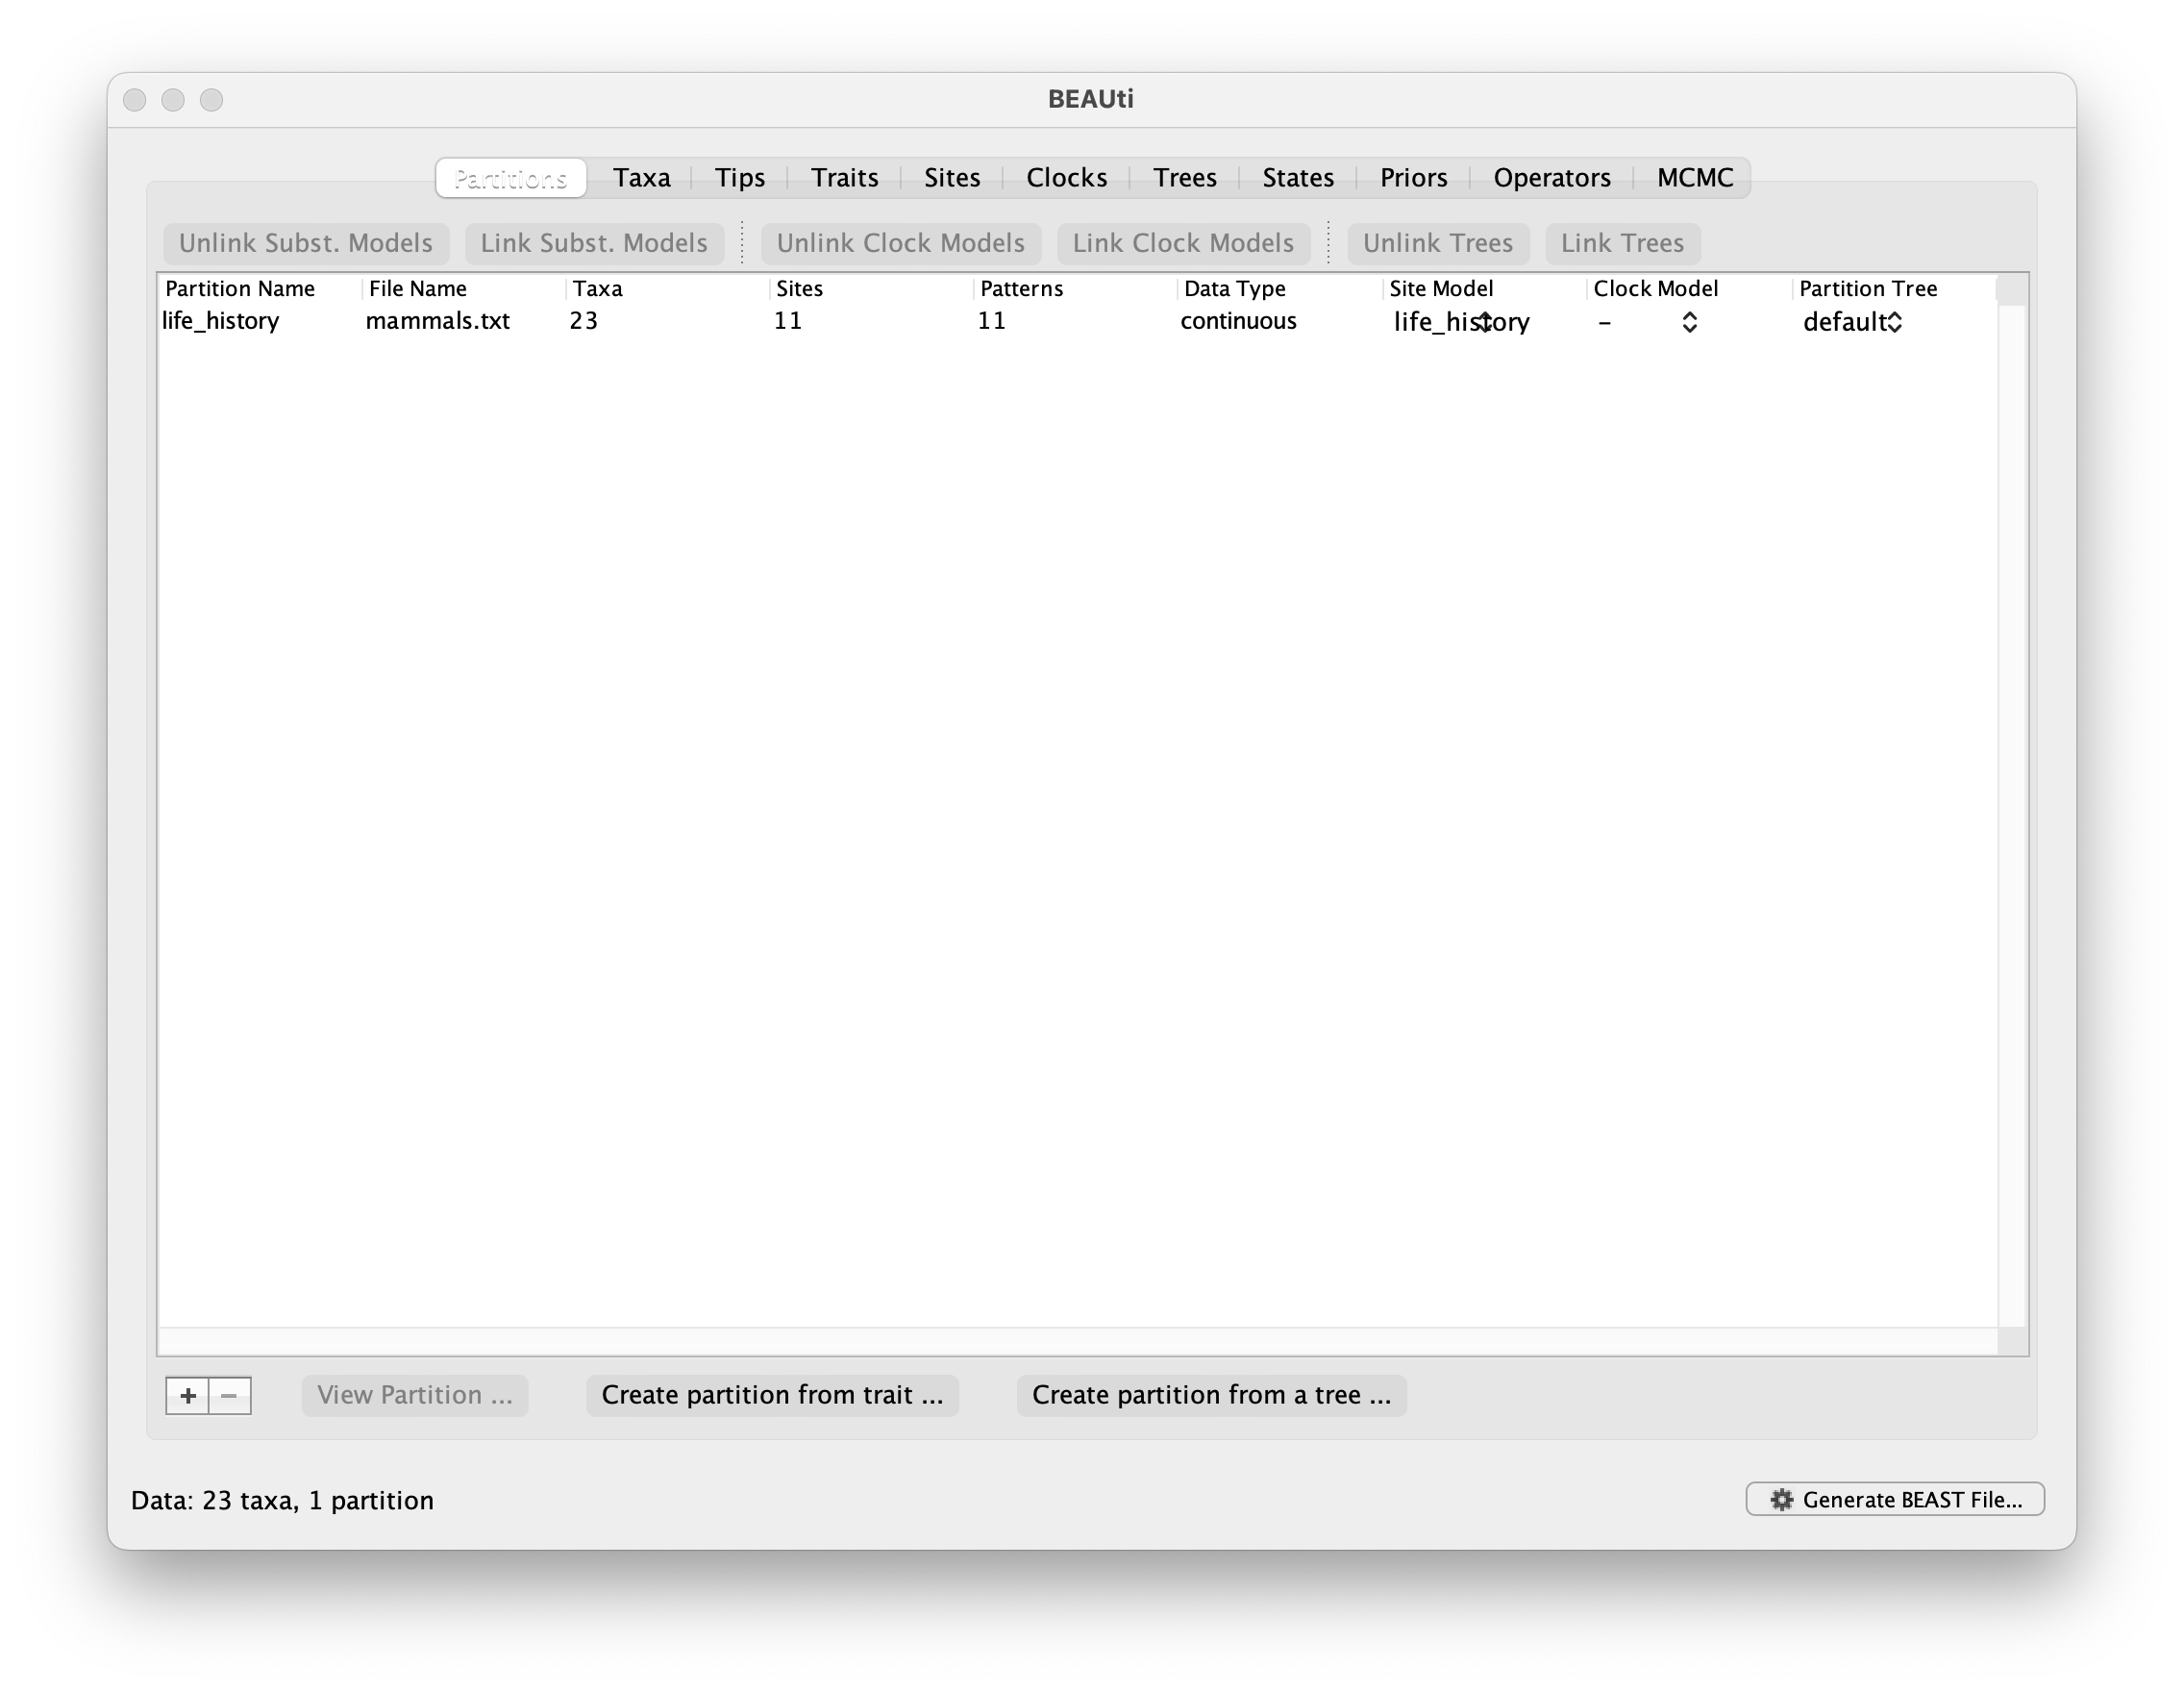 BEAUti
Partitions Taxa Tips Traits Sites Clocks Trees States Priors Operators MCMC
Unlink Subst. Models Link Subst. Models Unlink Clock Models Link Clock Models Unlink Trees Link Trees
Partition Name File Name Taxa Sites Patterns Data Type Site Model Clock Model Partition Tree
life_history mammals.txt 23 11 11 continuous life_history – default
+ − View Partition ... Create partition from trait ... Create partition from a tree ...
Data: 23 taxa, 1 partition Generate BEAST File...